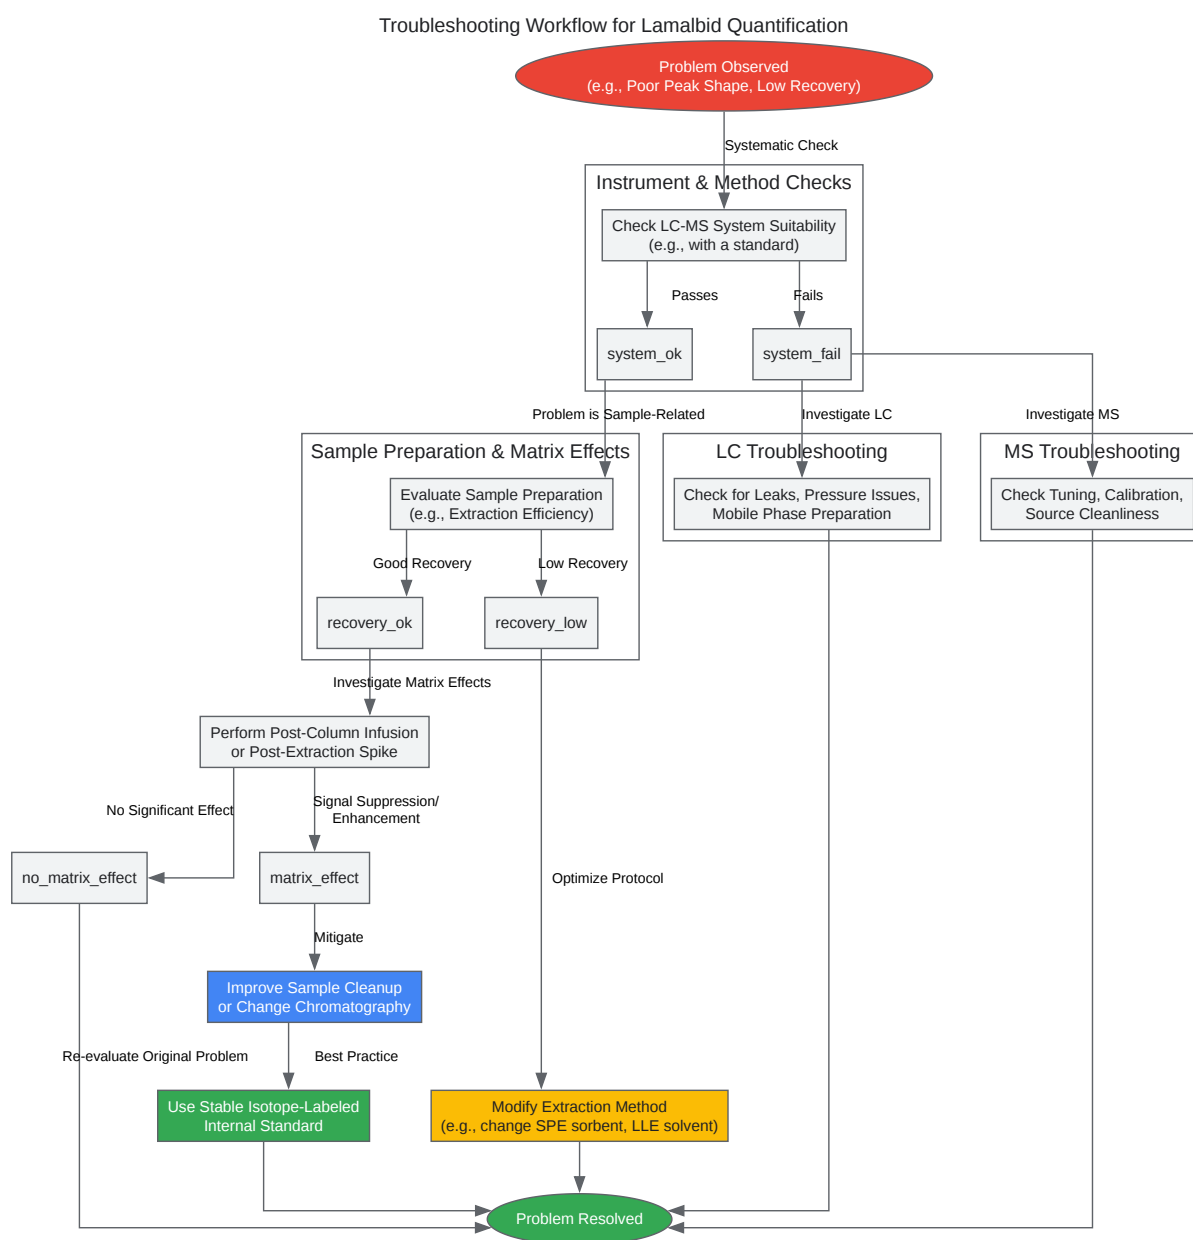 Troubleshooting Workflow for Lamalbid Quantification
Problem Observed
(e.g., Poor Peak Shape, Low Recovery)
Systematic Check
Instrument & Method Checks
Check LC-MS System Suitability
(e.g., with a standard)
Passes
Fails
system_ok
system_fail
Problem is Sample-Related
Investigate LC
Investigate MS
Sample Preparation & Matrix Effects
LC Troubleshooting
MS Troubleshooting
Evaluate Sample Preparation
(e.g., Extraction Efficiency)
Check for Leaks, Pressure Issues,
Mobile Phase Preparation
Check Tuning, Calibration,
Source Cleanliness
Good Recovery
Low Recovery
recovery_ok
recovery_low
Investigate Matrix Effects
Perform Post-Column Infusion
or Post-Extraction Spike
No Significant Effect
Signal Suppression/
Enhancement
no_matrix_effect
matrix_effect
Optimize Protocol
Mitigate
Improve Sample Cleanup
or Change Chromatography
Re-evaluate Original Problem
Best Practice
Use Stable Isotope-Labeled
Internal Standard
Modify Extraction Method
(e.g., change SPE sorbent, LLE solvent)
Problem Resolved